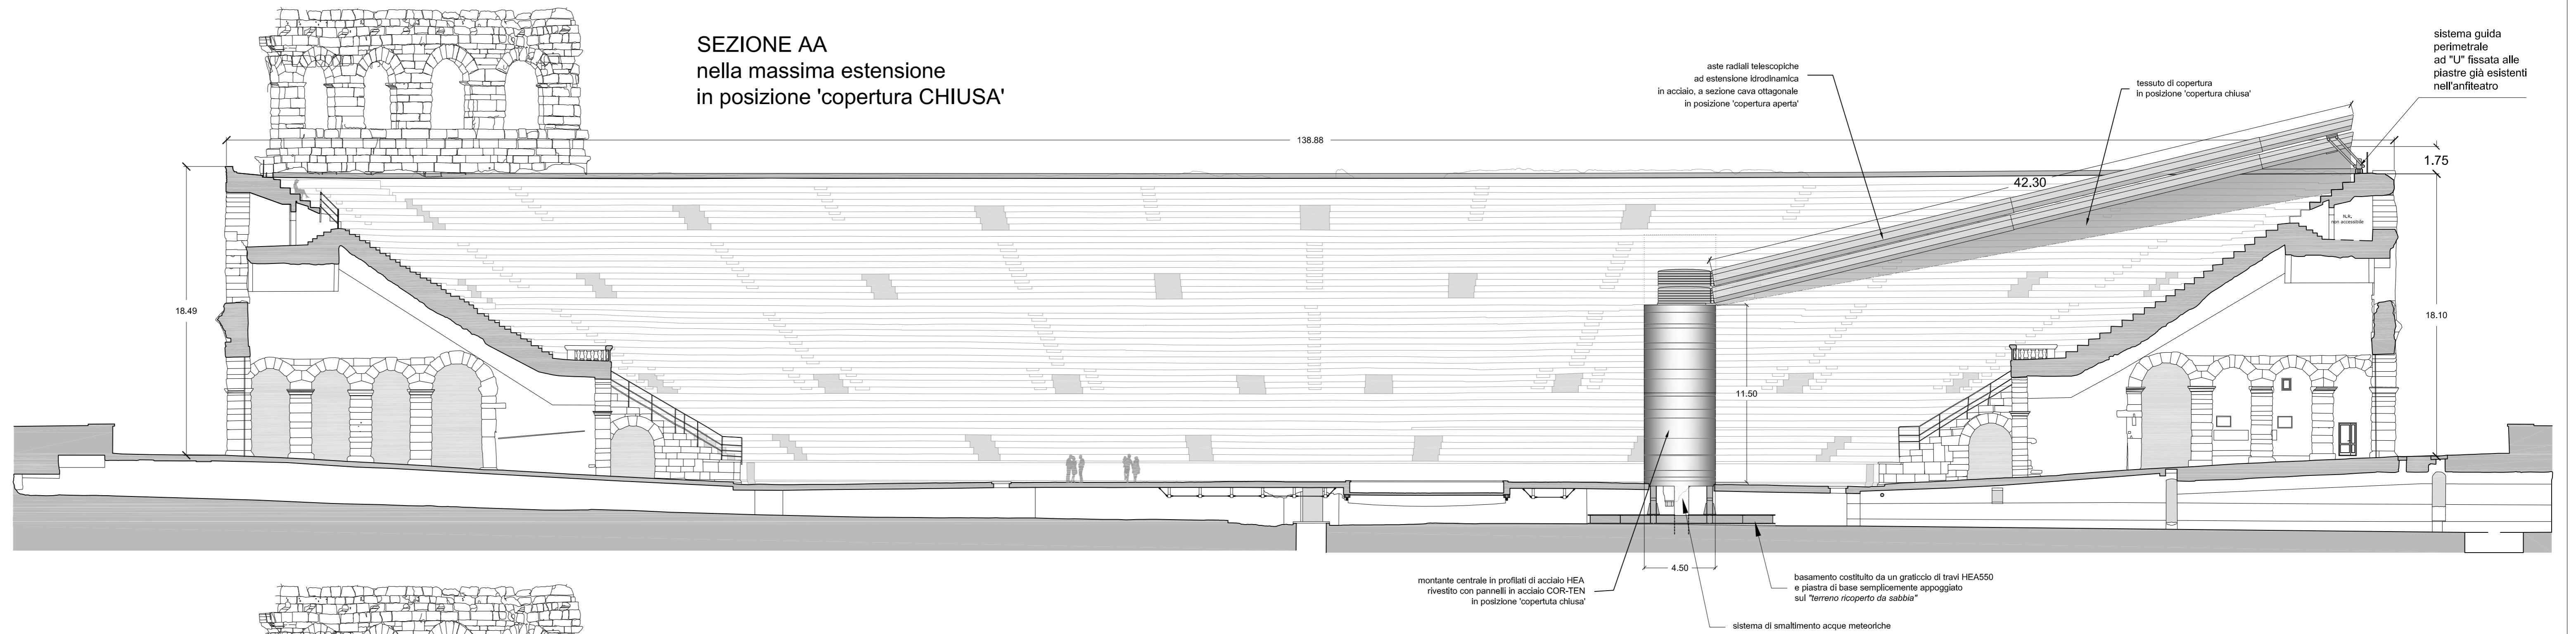 SEZIONE AA
nella massima estensione
in posizione 'copertura CHIUSA'
aste radiali telescopiche
ad estensione idrodinamica
in acciaio, a sezione cava ottagonale
in posizione 'copertura aperta'
tessuto di copertura
in posizione 'copertura chiusa'
sistema guida
perimetrale
ad "U" fissata alle
piastre già esistenti
nell'anfiteatro
138.88
1.75
42.30
N.R.
non accessibile
18.49
18.10
11.50
4.50
montante centrale in profilati di acciaio HEA
rivestito con pannelli in acciaio COR-TEN
in posizione 'copertuta chiusa'
basamento costituito da un graticcio di travi HEA550
e piastra di base semplicemente appoggiato
sul "terreno ricoperto da sabbia"
sistema di smaltimento acque meteoriche